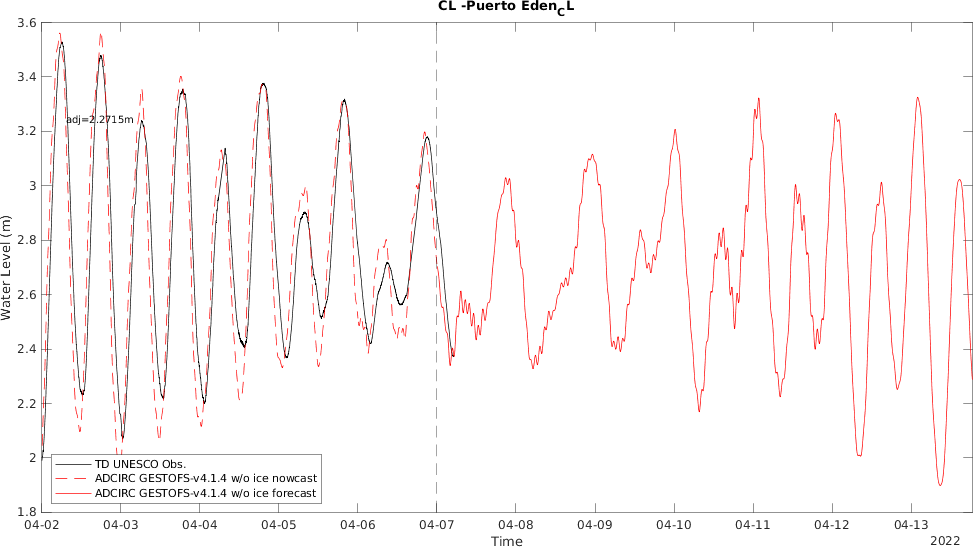 CL -Puerto Eden_CL
3.6
3.4
3.2
3
2.8
2.6
2.4
2.2
2
1.8
Water Level (m)
adj=2.2715m
TD UNESCO Obs.
ADCIRC GESTOFS-v4.1.4 w/o ice nowcast
ADCIRC GESTOFS-v4.1.4 w/o ice forecast
04-02 04-03 04-04 04-05 04-06 04-07 04-08 04-09 04-10 04-11 04-12 04-13
Time
2022